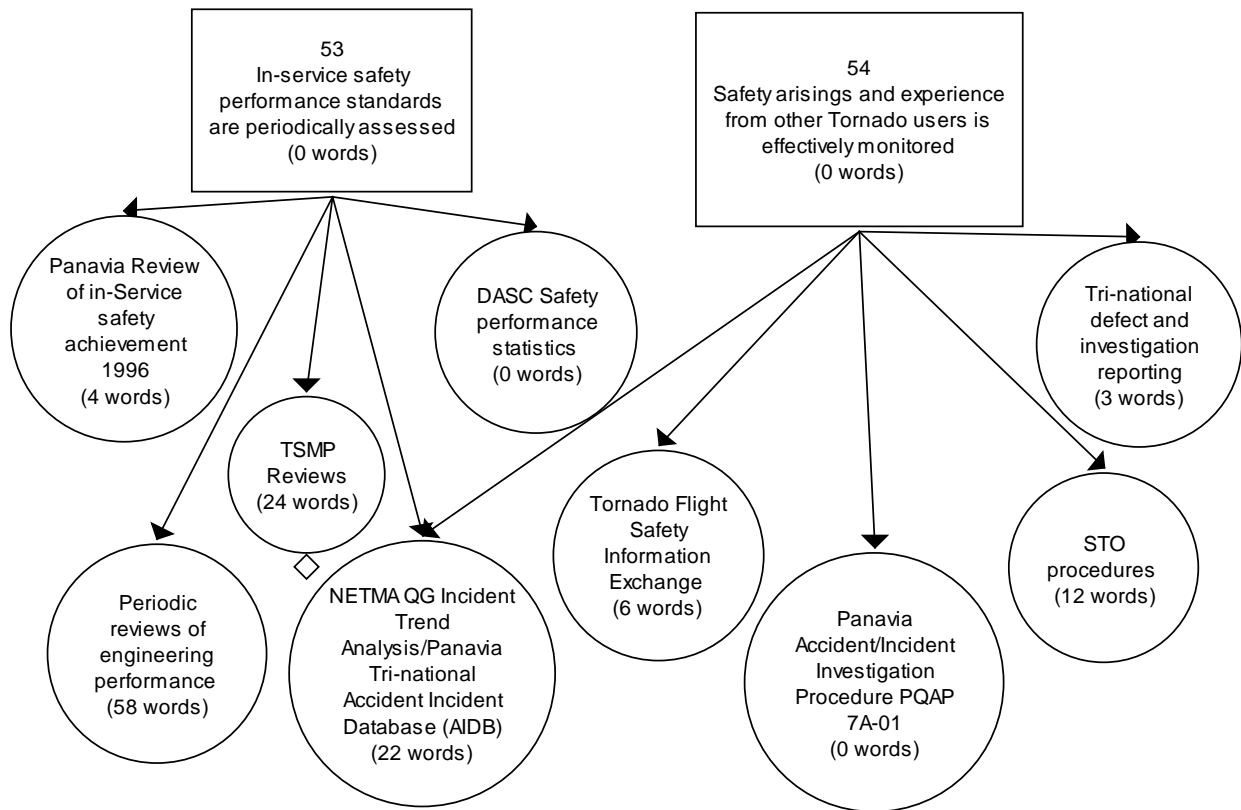 53
In-service safety
performance standards
are periodically assessed
(0 words)
54
Safety arisings and experience
from other Tornado users is
effectively monitored
(0 words)
Panavia Review
of in-Service
safety
achievement
1996
(4 words)
DASC Safety
performance
statistics
(0 words)
Tri-national
defect and
investigation
reporting
(3 words)
TSMP
Reviews
(24 words)
Tornado Flight
Safety
Information
Exchange
(6 words)
STO
procedures
(12 words)
Periodic
reviews of
engineering
performance
(58 words)
NETMA QG Incident
Trend
Analysis/Panavia
Tri-national
Accident Incident
Database (AIDB)
(22 words)
Panavia
Accident/Incident
Investigation
Procedure PQAP
7A-01
(0 words)